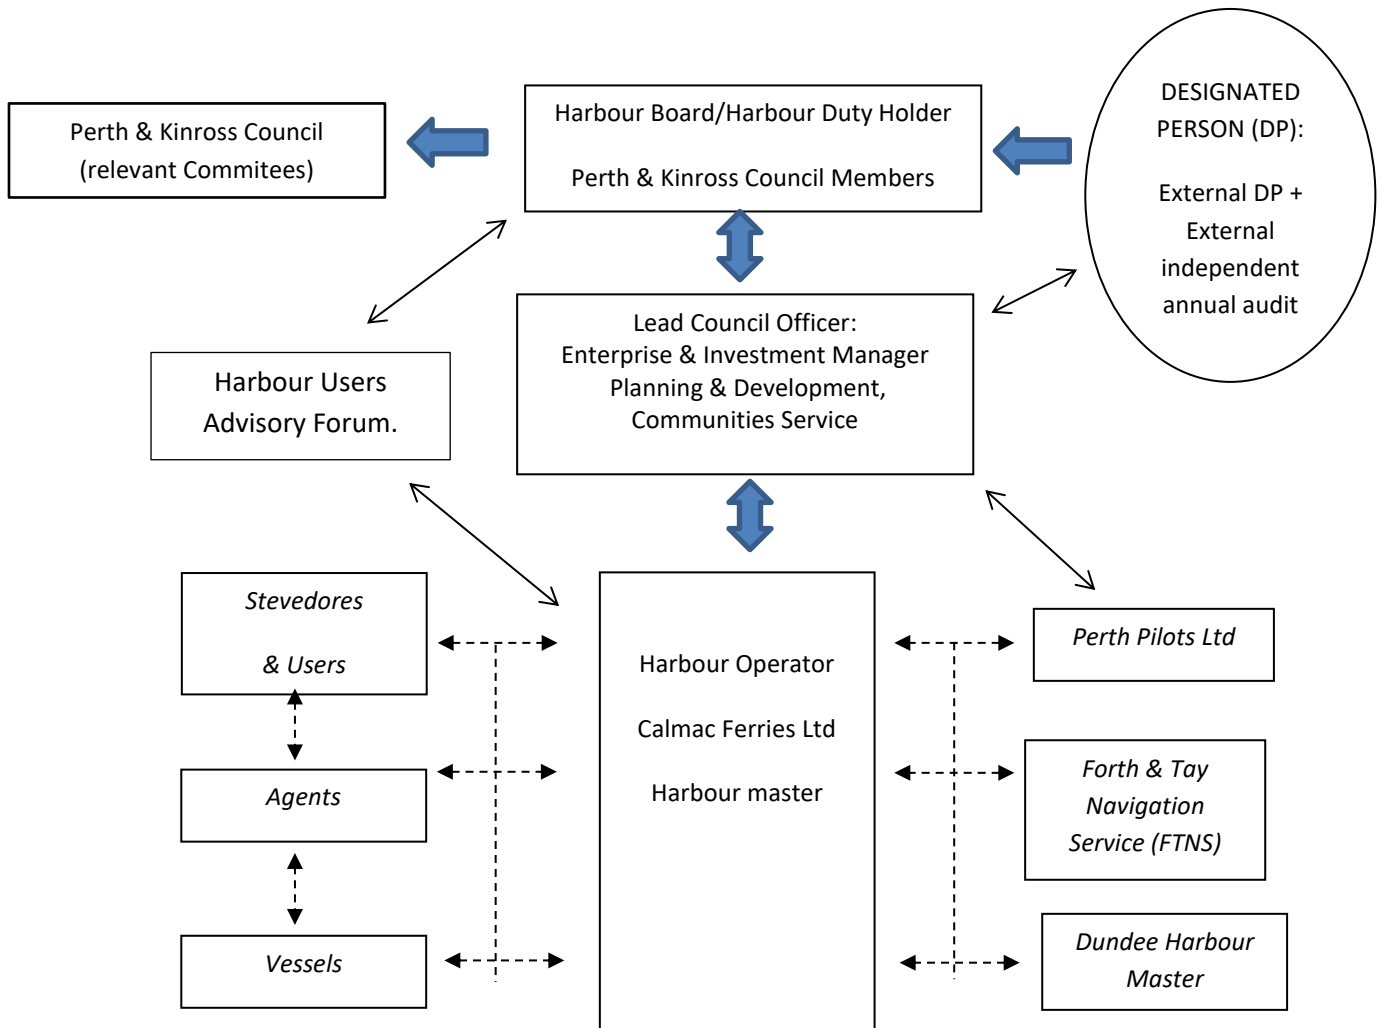 Perth & Kinross Council
(relevant Commitees)
Harbour Board/Harbour Duty Holder
Perth & Kinross Council Members
DESIGNATED
PERSON (DP):
External DP +
External
independent
annual audit
Lead Council Officer:
Enterprise & Investment Manager
Planning & Development,
Communities Service
Harbour Users
Advisory Forum.
Stevedores
& Users
Agents
Vessels
Harbour Operator
Calmac Ferries Ltd
Harbour master
Perth Pilots Ltd
Forth & Tay
Navigation
Service (FTNS)
Dundee Harbour
Master